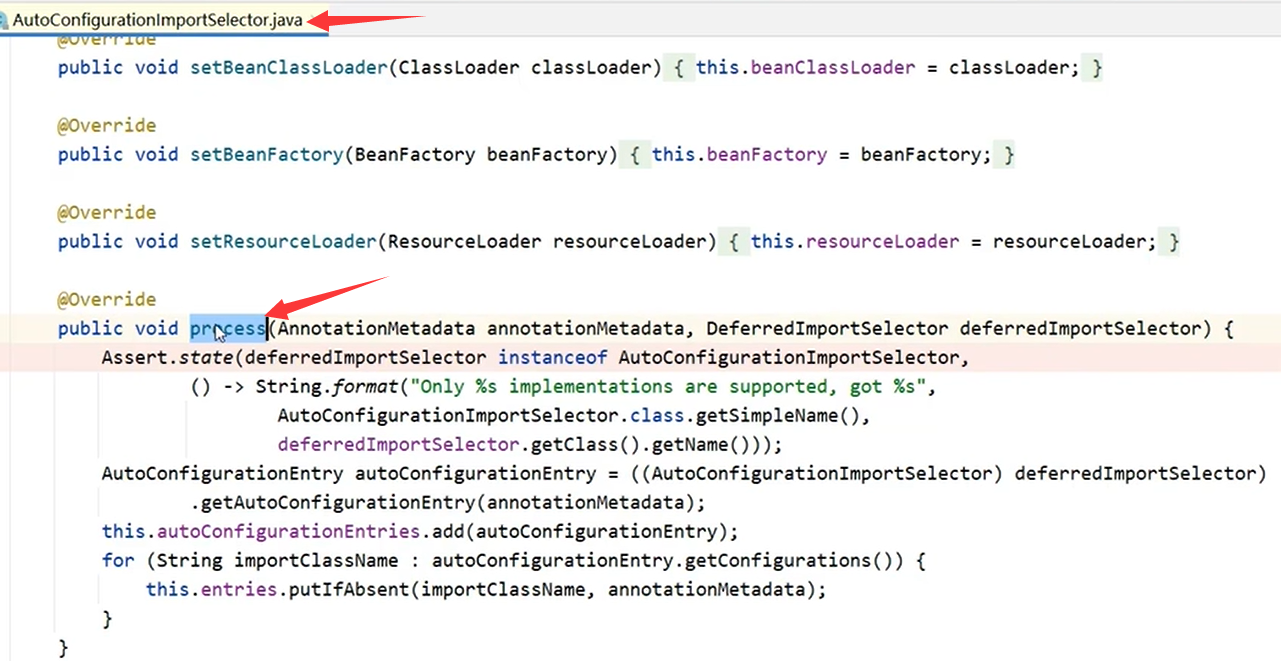 AutoConfigurationImportSelector.java
@Override
public void setBeanClassLoader(ClassLoader classLoader) { this.beanClassLoader = classLoader; }
@Override
public void setBeanFactory(BeanFactory beanFactory) { this.beanFactory = beanFactory; }
@Override
public void setResourceLoader(ResourceLoader resourceLoader) { this.resourceLoader = resourceLoader; }
@Override
public void process(AnnotationMetadata annotationMetadata, DeferredImportSelector deferredImportSelector) {
Assert.state(deferredImportSelector instanceof AutoConfigurationImportSelector,
() -> String.format("Only %s implementations are supported, got %s",
AutoConfigurationImportSelector.class.getSimpleName(),
deferredImportSelector.getClass().getName()));
AutoConfigurationEntry autoConfigurationEntry = ((AutoConfigurationImportSelector) deferredImportSelector)
.getAutoConfigurationEntry(annotationMetadata);
this.autoConfigurationEntries.add(autoConfigurationEntry);
for (String importClassName : autoConfigurationEntry.getConfigurations()) {
this.entries.putIfAbsent(importClassName, annotationMetadata);
}
}